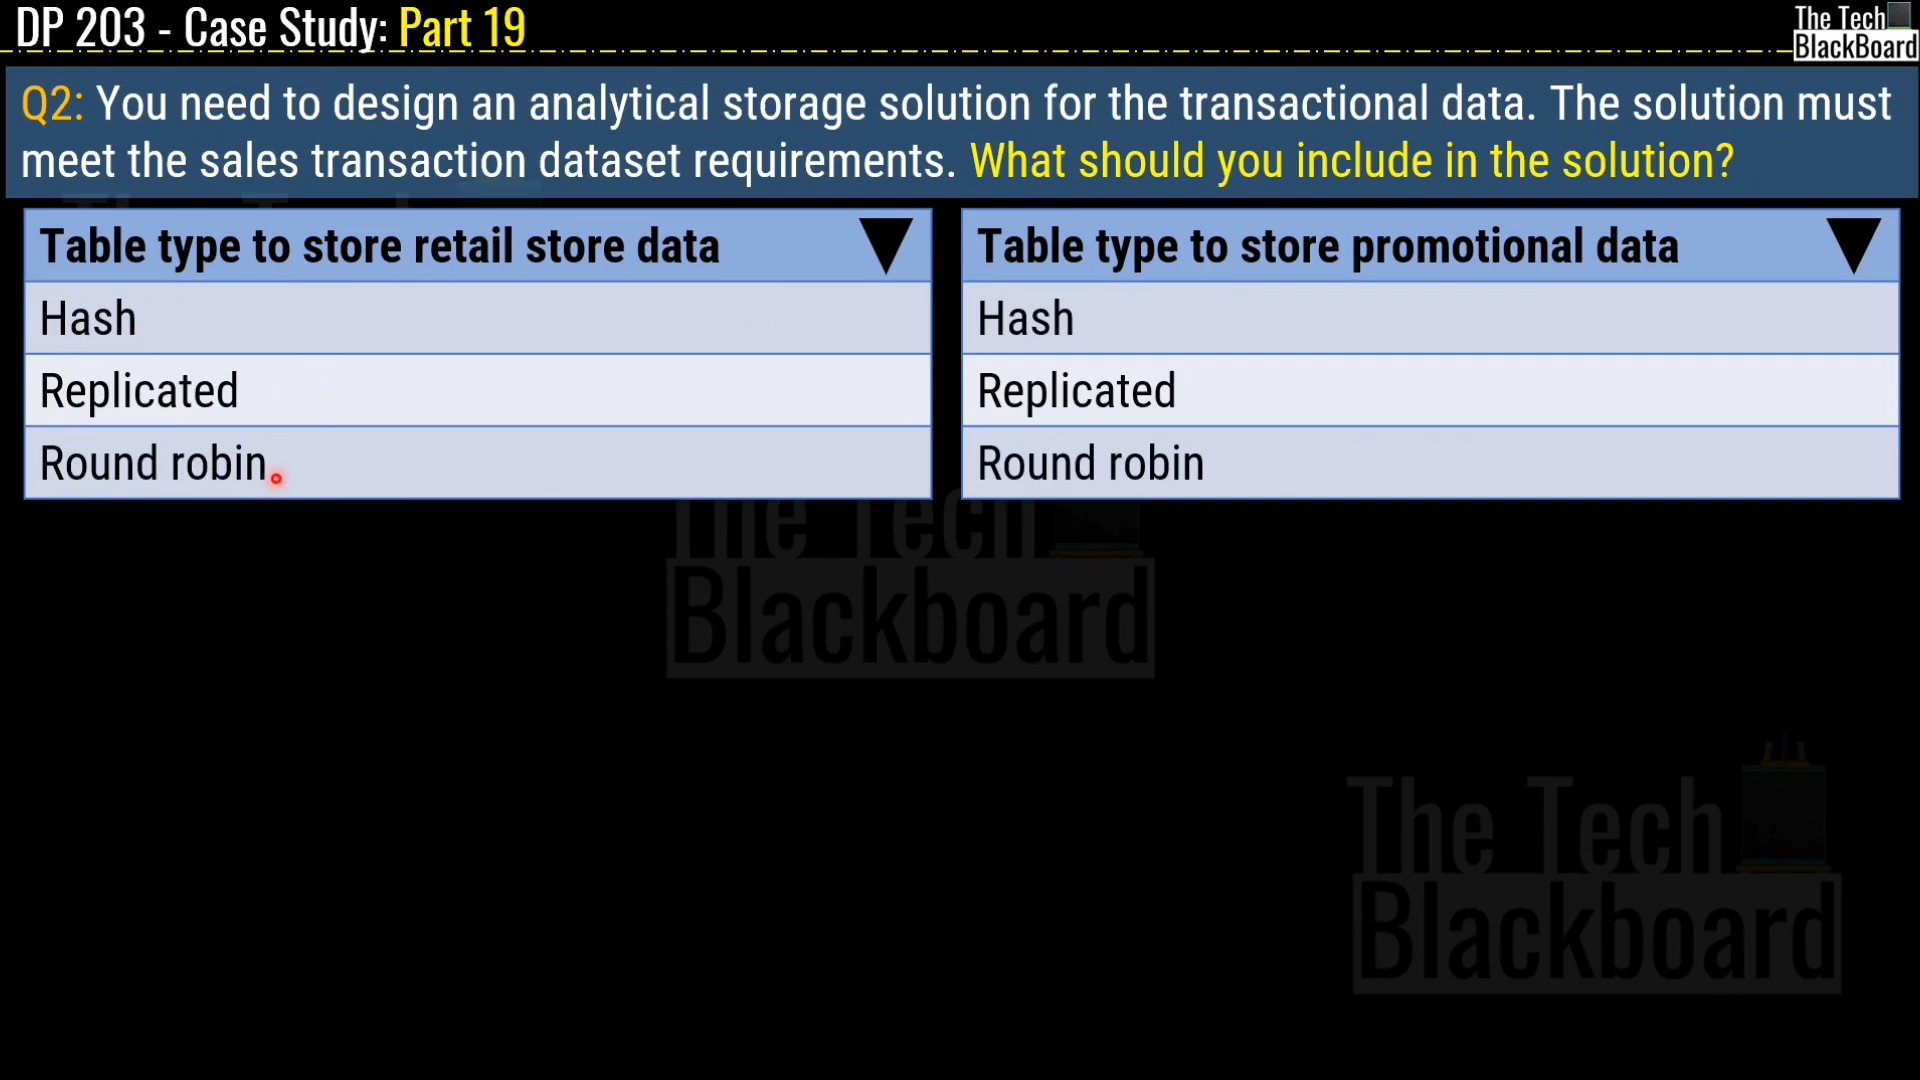 DP 203 - Case Study: Part 19
The Tech
BlackBoard
Q2: You need to design an analytical storage solution for the transactional data. The solution must
meet the sales transaction dataset requirements. What should you include in the solution?
Table type to store retail store data
Hash
Replicated
Round robin
Table type to store promotional data
Hash
Replicated
Round robin
The Tech
Blackboard
The Tech
Blackboard